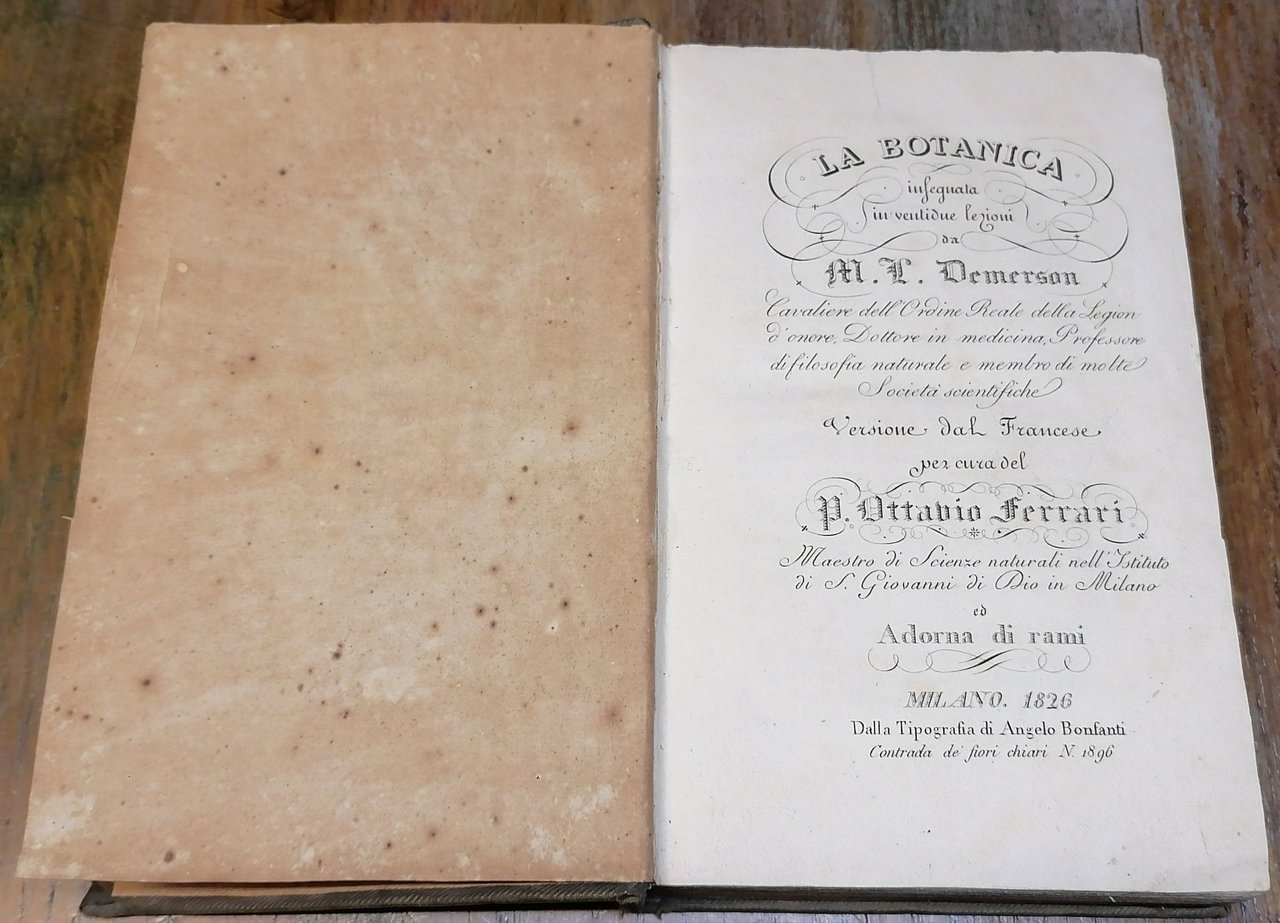 LA BOTANICA
insegnata
in ventidue lezioni
da
M. L. Demerson
Cavaliere dell'Ordine Reale della Legion
d'onore, Dottore in medicina, Professore
di filosofia naturale e membro di molte
Società scientifiche
Versione dal Francese
per cura del
P. Ottavio Ferrari
Maestro di Scienze naturali nell'Istituto
di S. Giovanni di Dio in Milano
ed
Adorna di rami
MILANO. 1826
Dalla Tipografia di Angelo Bonfanti
Contrada de' fiori chiari N. 1896